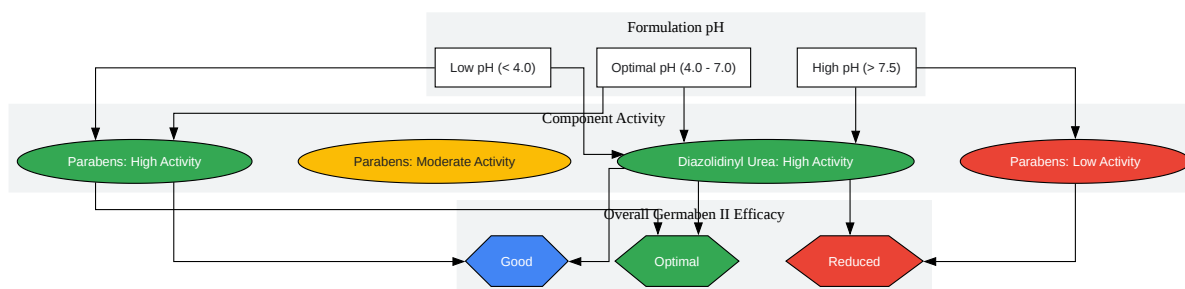 Formulation pH
Low pH (< 4.0)
Optimal pH (4.0 - 7.0)
High pH (> 7.5)
Component Activity
Parabens: High Activity
Parabens: Moderate Activity
Diazolidinyl Urea: High Activity
Parabens: Low Activity
Overall Germaben II Efficacy
Good
Optimal
Reduced